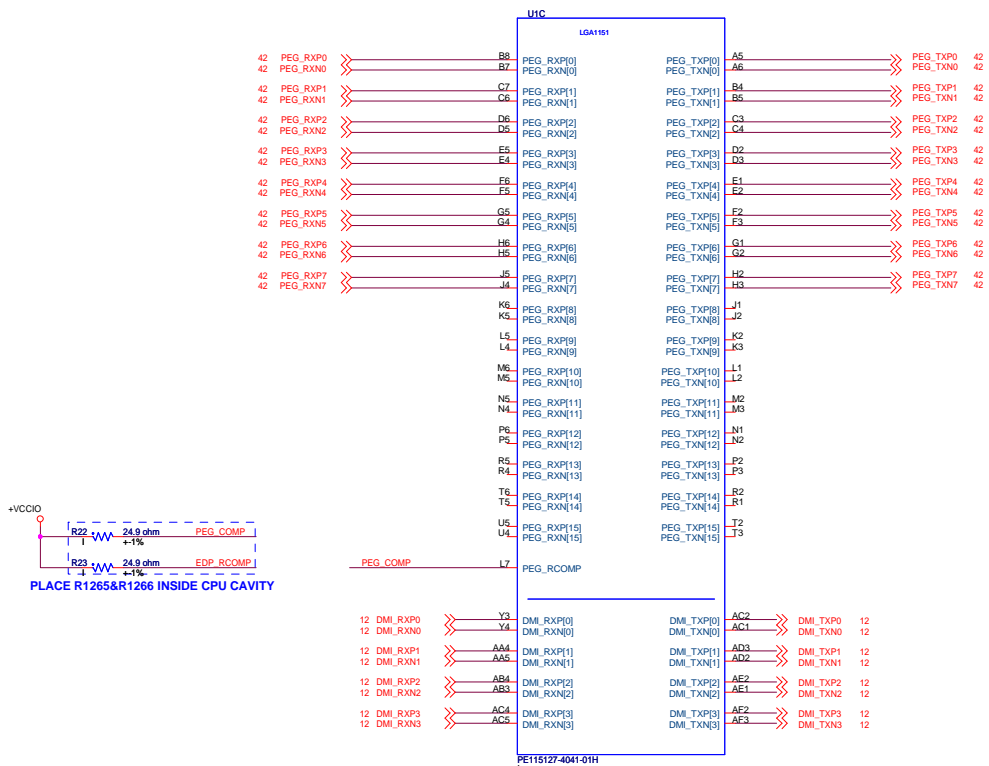 U1C
LGA1151
42 PEG_RXP0 B8 PEG_RXP[0] PEG_TXP[0] A5 PEG_TXP0 42
42 PEG_RXN0 B7 PEG_RXN[0] PEG_TXN[0] A6 PEG_TXN0 42
42 PEG_RXP1 C7 PEG_RXP[1] PEG_TXP[1] B4 PEG_TXP1 42
42 PEG_RXN1 C6 PEG_RXN[1] PEG_TXN[1] B5 PEG_TXN1 42
42 PEG_RXP2 D6 PEG_RXP[2] PEG_TXP[2] C3 PEG_TXP2 42
42 PEG_RXN2 D5 PEG_RXN[2] PEG_TXN[2] C4 PEG_TXN2 42
42 PEG_RXP3 E5 PEG_RXP[3] PEG_TXP[3] D2 PEG_TXP3 42
42 PEG_RXN3 E4 PEG_RXN[3] PEG_TXN[3] D3 PEG_TXN3 42
42 PEG_RXP4 F6 PEG_RXP[4] PEG_TXP[4] E1 PEG_TXP4 42
42 PEG_RXN4 F5 PEG_RXN[4] PEG_TXN[4] E2 PEG_TXN4 42
42 PEG_RXP5 G5 PEG_RXP[5] PEG_TXP[5] F2 PEG_TXP5 42
42 PEG_RXN5 G4 PEG_RXN[5] PEG_TXN[5] F3 PEG_TXN5 42
42 PEG_RXP6 H6 PEG_RXP[6] PEG_TXP[6] G1 PEG_TXP6 42
42 PEG_RXN6 H5 PEG_RXN[6] PEG_TXN[6] G2 PEG_TXN6 42
42 PEG_RXP7 J5 PEG_RXP[7] PEG_TXP[7] H2 PEG_TXP7 42
42 PEG_RXN7 J4 PEG_RXN[7] PEG_TXN[7] H3 PEG_TXN7 42
K6 PEG_RXP[8] PEG_TXP[8] J1
K5 PEG_RXN[8] PEG_TXN[8] J2
L5 PEG_RXP[9] PEG_TXP[9] K2
L4 PEG_RXN[9] PEG_TXN[9] K3
M6 PEG_RXP[10] PEG_TXP[10] L1
M5 PEG_RXN[10] PEG_TXN[10] L2
N5 PEG_RXP[11] PEG_TXP[11] M2
N4 PEG_RXN[11] PEG_TXN[11] M3
P6 PEG_RXP[12] PEG_TXP[12] N1
P5 PEG_RXN[12] PEG_TXN[12] N2
R5 PEG_RXP[13] PEG_TXP[13] P2
R4 PEG_RXN[13] PEG_TXN[13] P3
T6 PEG_RXP[14] PEG_TXP[14] R2
T5 PEG_RXN[14] PEG_TXN[14] R1
U5 PEG_RXP[15] PEG_TXP[15] T2
U4 PEG_RXN[15] PEG_TXN[15] T3
+VCCIO
R22 24.9 ohm PEG_COMP
I +-1%
R23 24.9 ohm EDP_RCOMP
I +-1%
PLACE R1265&R1266 INSIDE CPU CAVITY
PEG_COMP L7 PEG_RCOMP
12 DMI_RXP0 Y3 DMI_RXP[0] DMI_TXP[0] AC2 DMI_TXP0 12
12 DMI_RXN0 Y4 DMI_RXN[0] DMI_TXN[0] AC1 DMI_TXN0 12
12 DMI_RXP1 AA4 DMI_RXP[1] DMI_TXP[1] AD3 DMI_TXP1 12
12 DMI_RXN1 AA5 DMI_RXN[1] DMI_TXN[1] AD2 DMI_TXN1 12
12 DMI_RXP2 AB4 DMI_RXP[2] DMI_TXP[2] AE2 DMI_TXP2 12
12 DMI_RXN2 AB3 DMI_RXN[2] DMI_TXN[2] AE1 DMI_TXN2 12
12 DMI_RXP3 AC4 DMI_RXP[3] DMI_TXP[3] AF2 DMI_TXP3 12
12 DMI_RXN3 AC5 DMI_RXN[3] DMI_TXN[3] AF3 DMI_TXN3 12
PE115127-4041-01H